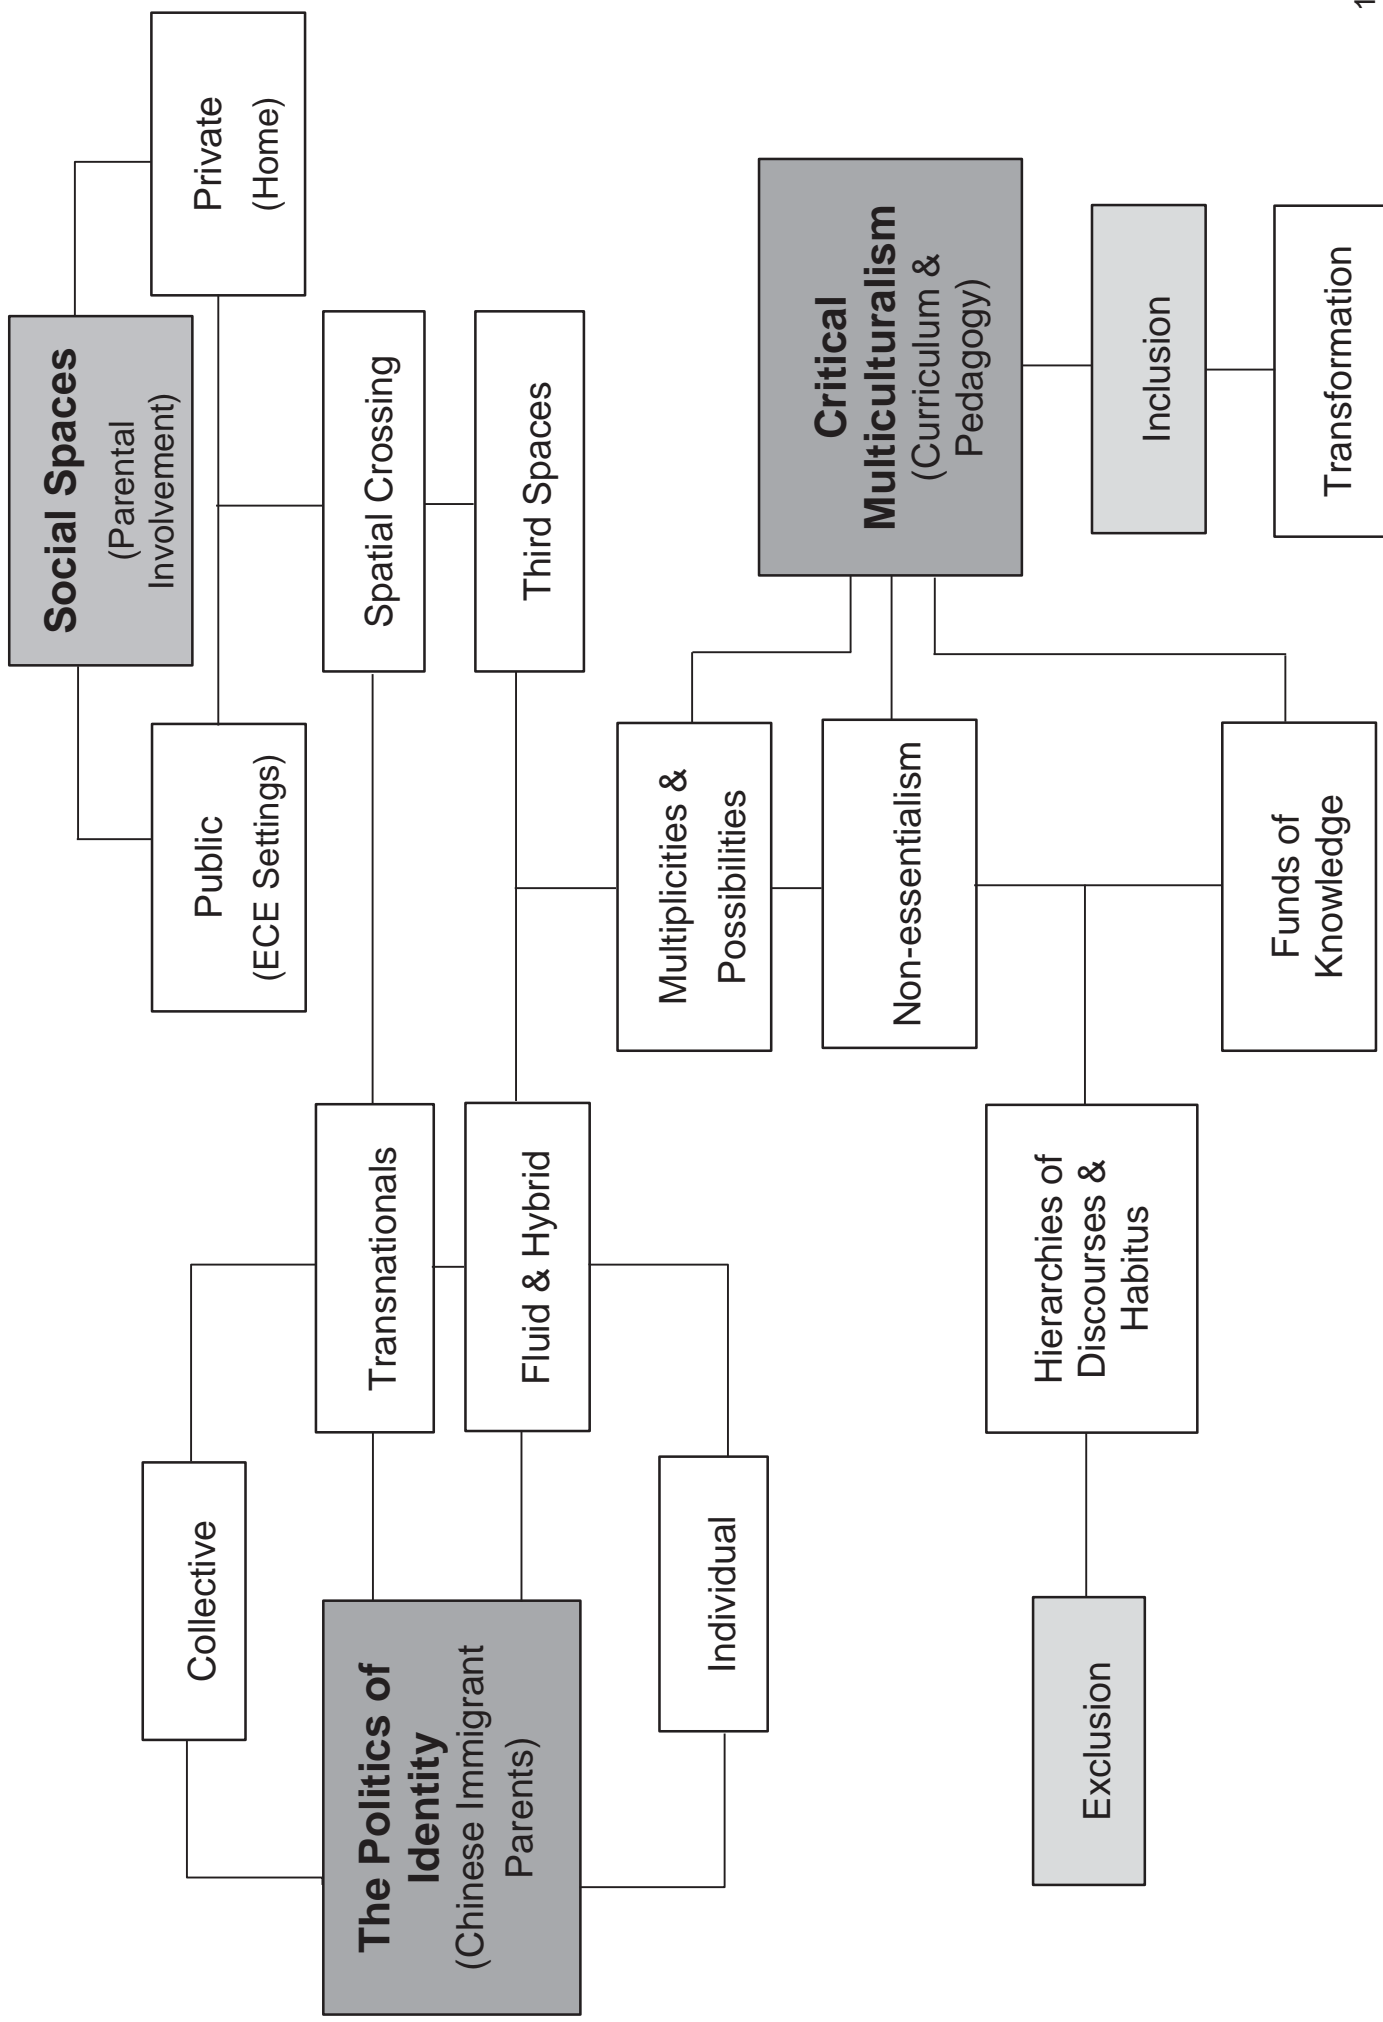 Social Spaces
(Parental
Involvement)
Public
(ECE Settings)
Private
(Home)
Collective
Transnationals
Spatial Crossing
The Politics of
Identity
(Chinese Immigrant
Parents)
Fluid & Hybrid
Third Spaces
Individual
Multiplicities &
Possibilities
Critical
Multiculturalism
(Curriculum &
Pedagogy)
Non-essentialism
Hierarchies of
Discourses &
Habitus
Exclusion
Inclusion
Funds of
Knowledge
Transformation
1